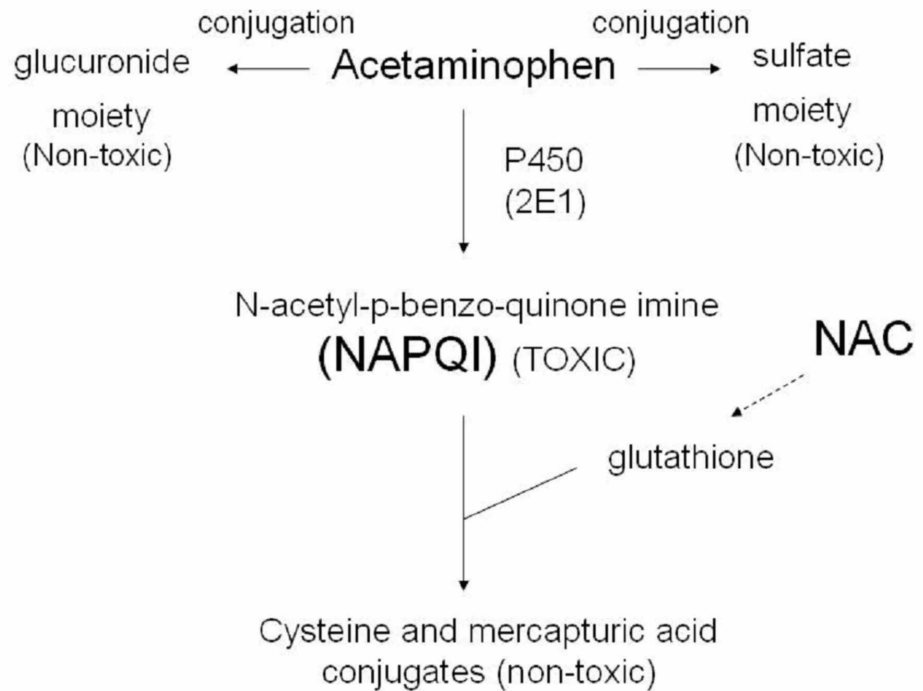 conjugation
conjugation
glucuronide
Acetaminophen
sulfate
moiety
(Non-toxic)
moiety
(Non-toxic)
P450
(2E1)
N-acetyl-p-benzo-quinone imine
(NAPQI) (TOXIC)
NAC
glutathione
Cysteine and mercapturic acid
conjugates (non-toxic)